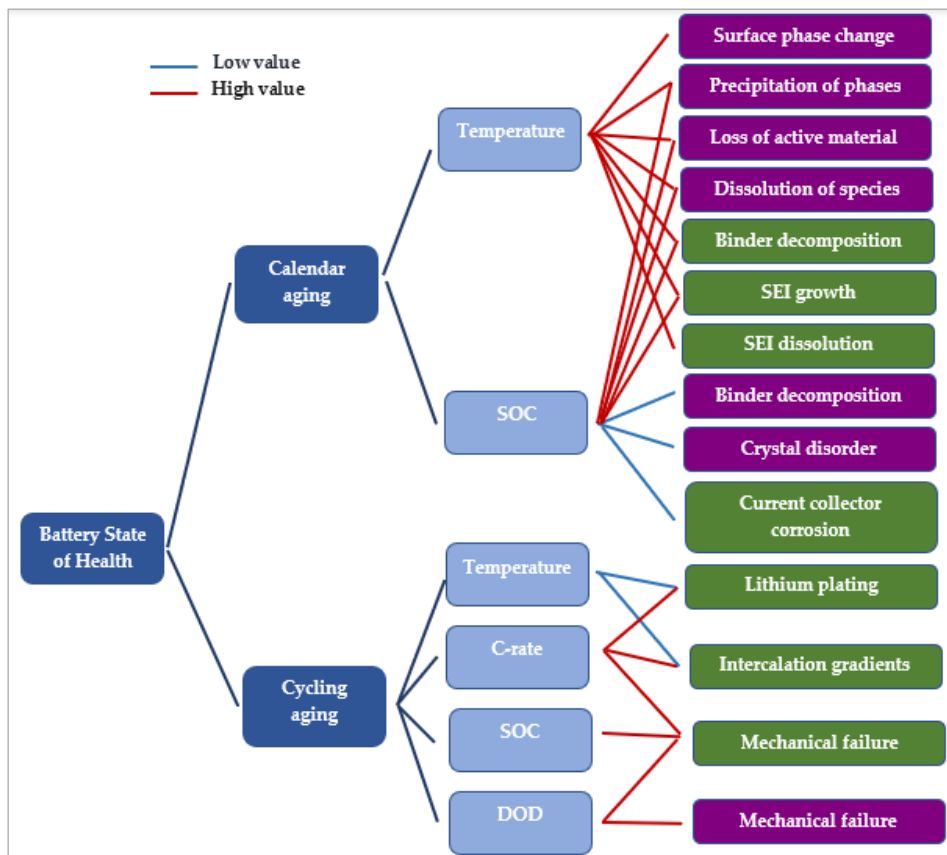 Low value
High value
Surface phase change
Precipitation of phases
Temperature
Loss of active material
Dissolution of species
Binder decomposition
Calendar
aging
SEI growth
SEI dissolution
Binder decomposition
SOC
Crystal disorder
Current collector
corrosion
Battery State
of Health
Temperature
Lithium plating
C-rate
Intercalation gradients
Cycling
aging
SOC
Mechanical failure
DOD
Mechanical failure